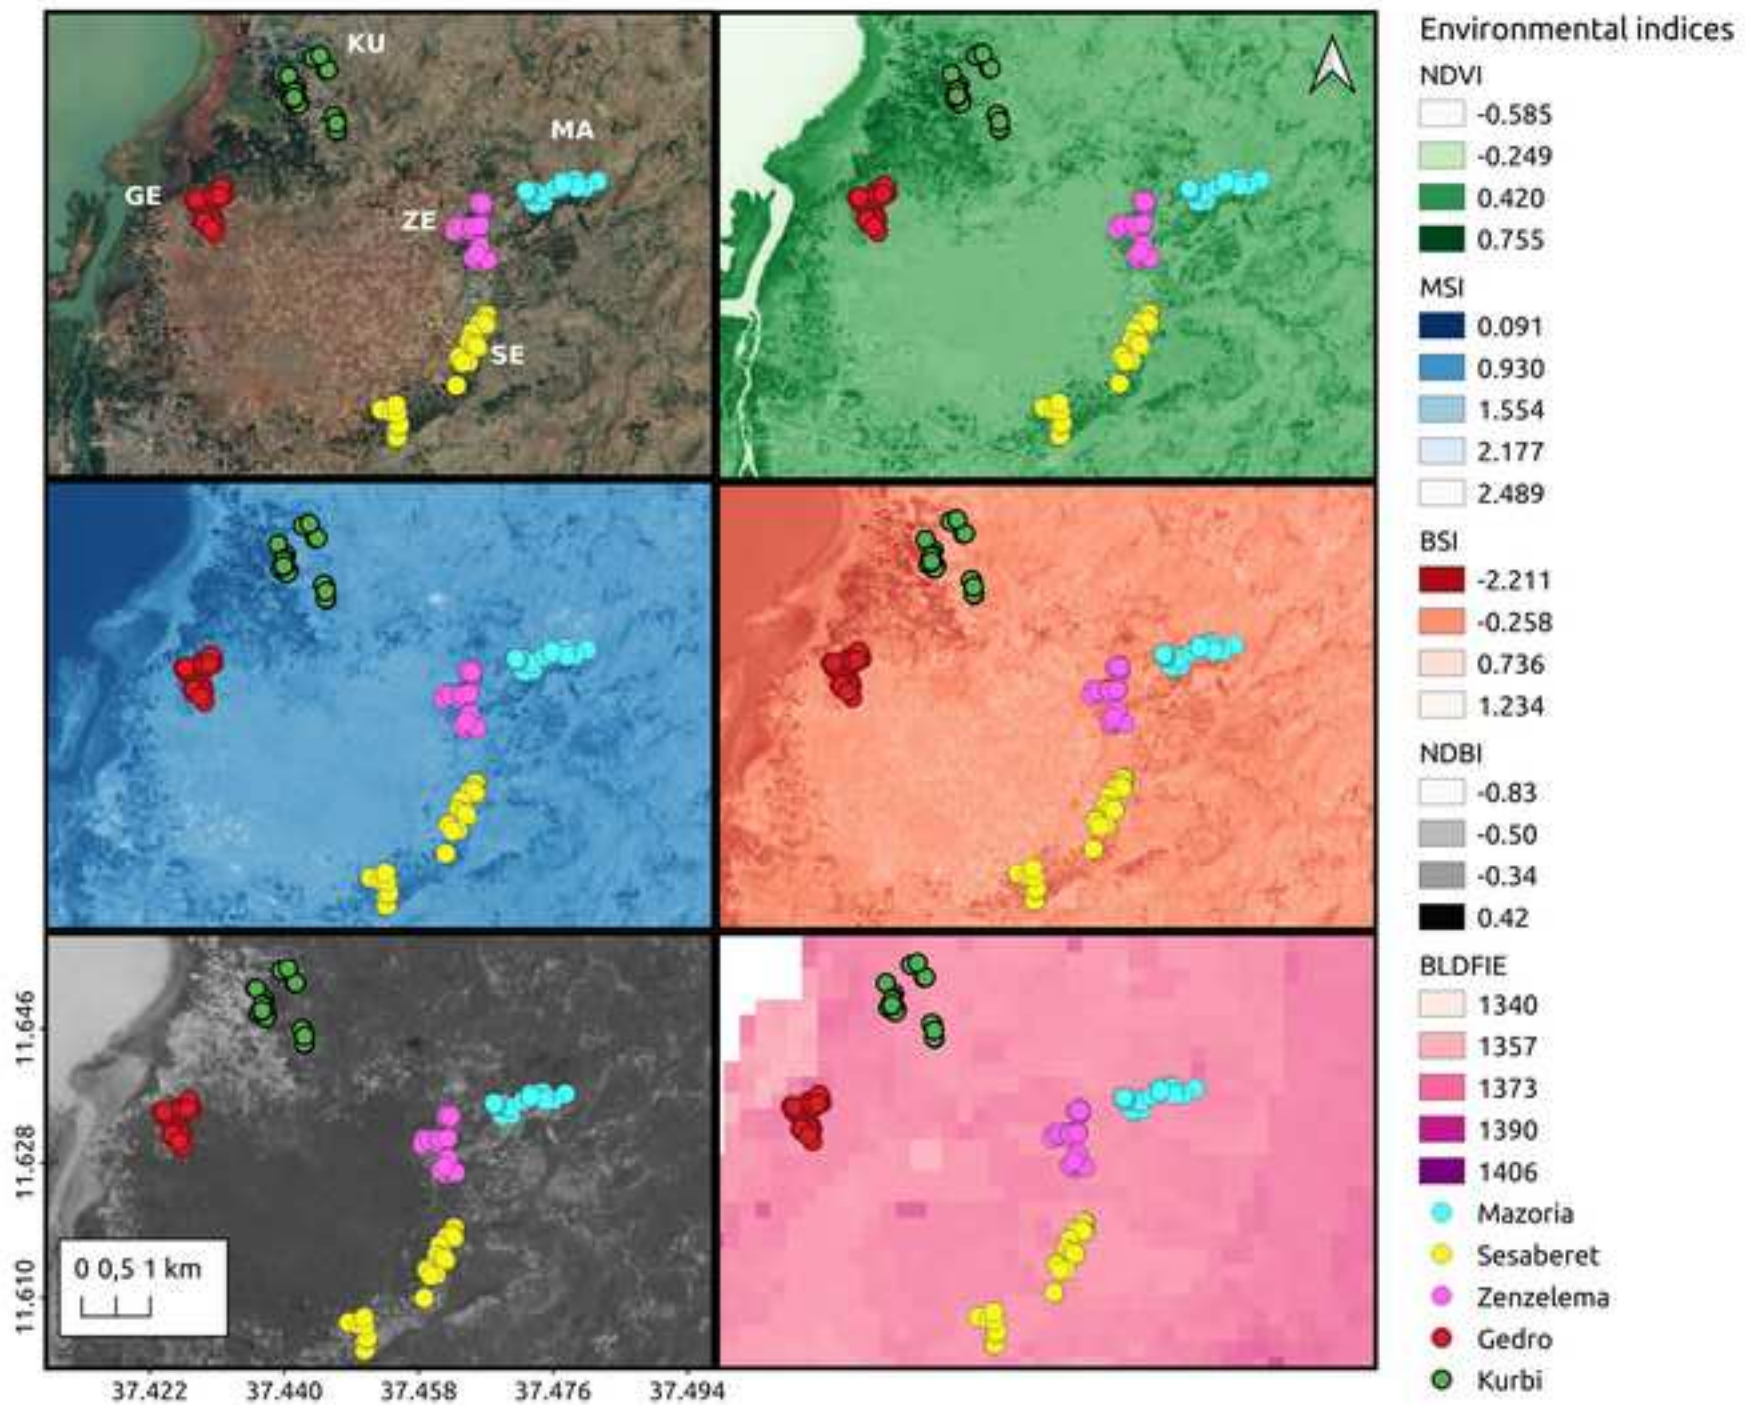 KU
MA
GE
ZE
SE
11.646
11.628
11.610
0 0,5 1 km
37.422 37.440 37.458 37.476 37.494
Environmental indices
NDVI
-0.585
-0.249
0.420
0.755
MSI
0.091
0.930
1.554
2.177
2.489
BSI
-2.211
-0.258
0.736
1.234
NDBI
-0.83
-0.50
-0.34
0.42
BLDFIE
1340
1357
1373
1390
1406
Mazoria
Sesaberet
Zenzelema
Gedro
Kurbi